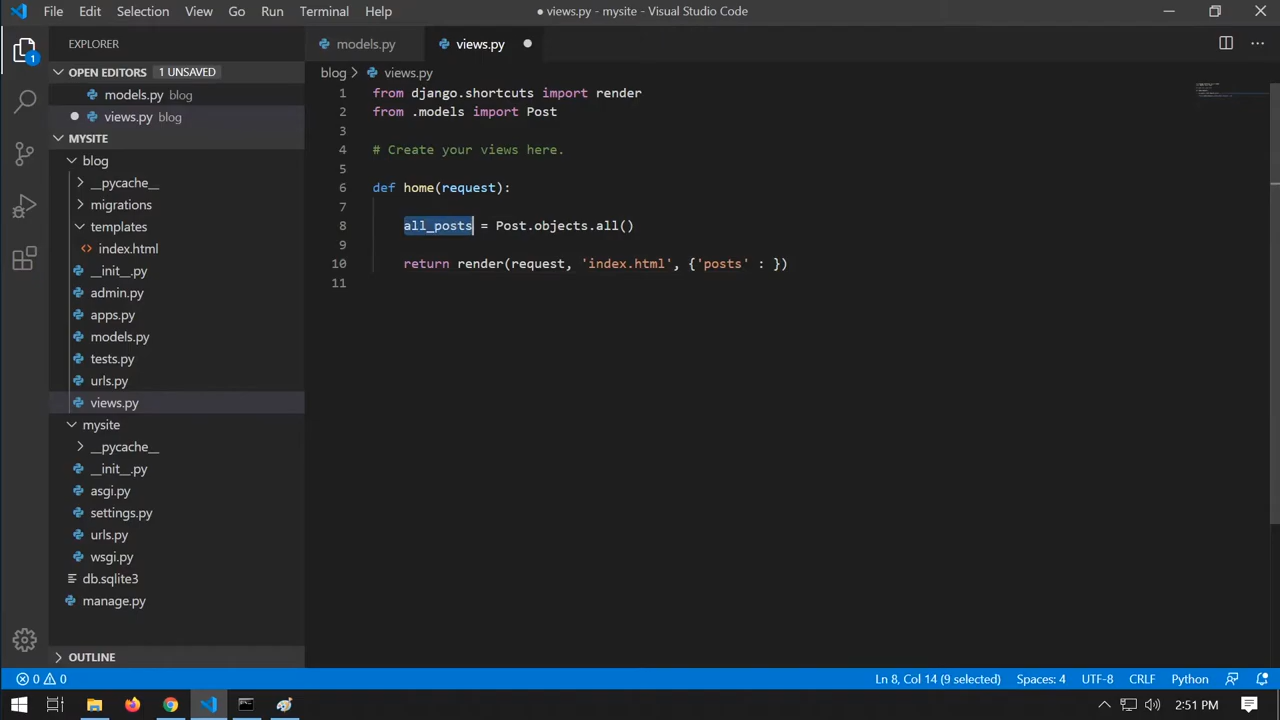 File Edit Selection View Go Run Terminal Help
● views.py - mysite - Visual Studio Code
EXPLORER
OPEN EDITORS 1 UNSAVED
models.py blog
views.py blog
MYSITE
blog
__pycache__
migrations
templates
index.html
__init__.py
admin.py
apps.py
models.py
tests.py
urls.py
views.py
mysite
__pycache__
__init__.py
asgi.py
settings.py
urls.py
wsgi.py
db.sqlite3
manage.py
OUTLINE
1
models.py views.py
blog > views.py
1 from django.shortcuts import render
2 from .models import Post
3
4 # Create your views here.
5
6 def home(request):
7
8 all_posts = Post.objects.all()
9
10 return render(request, 'index.html', {'posts' : })
11
0 0
Ln 8, Col 14 (9 selected) Spaces: 4 UTF-8 CRLF Python
2:51 PM